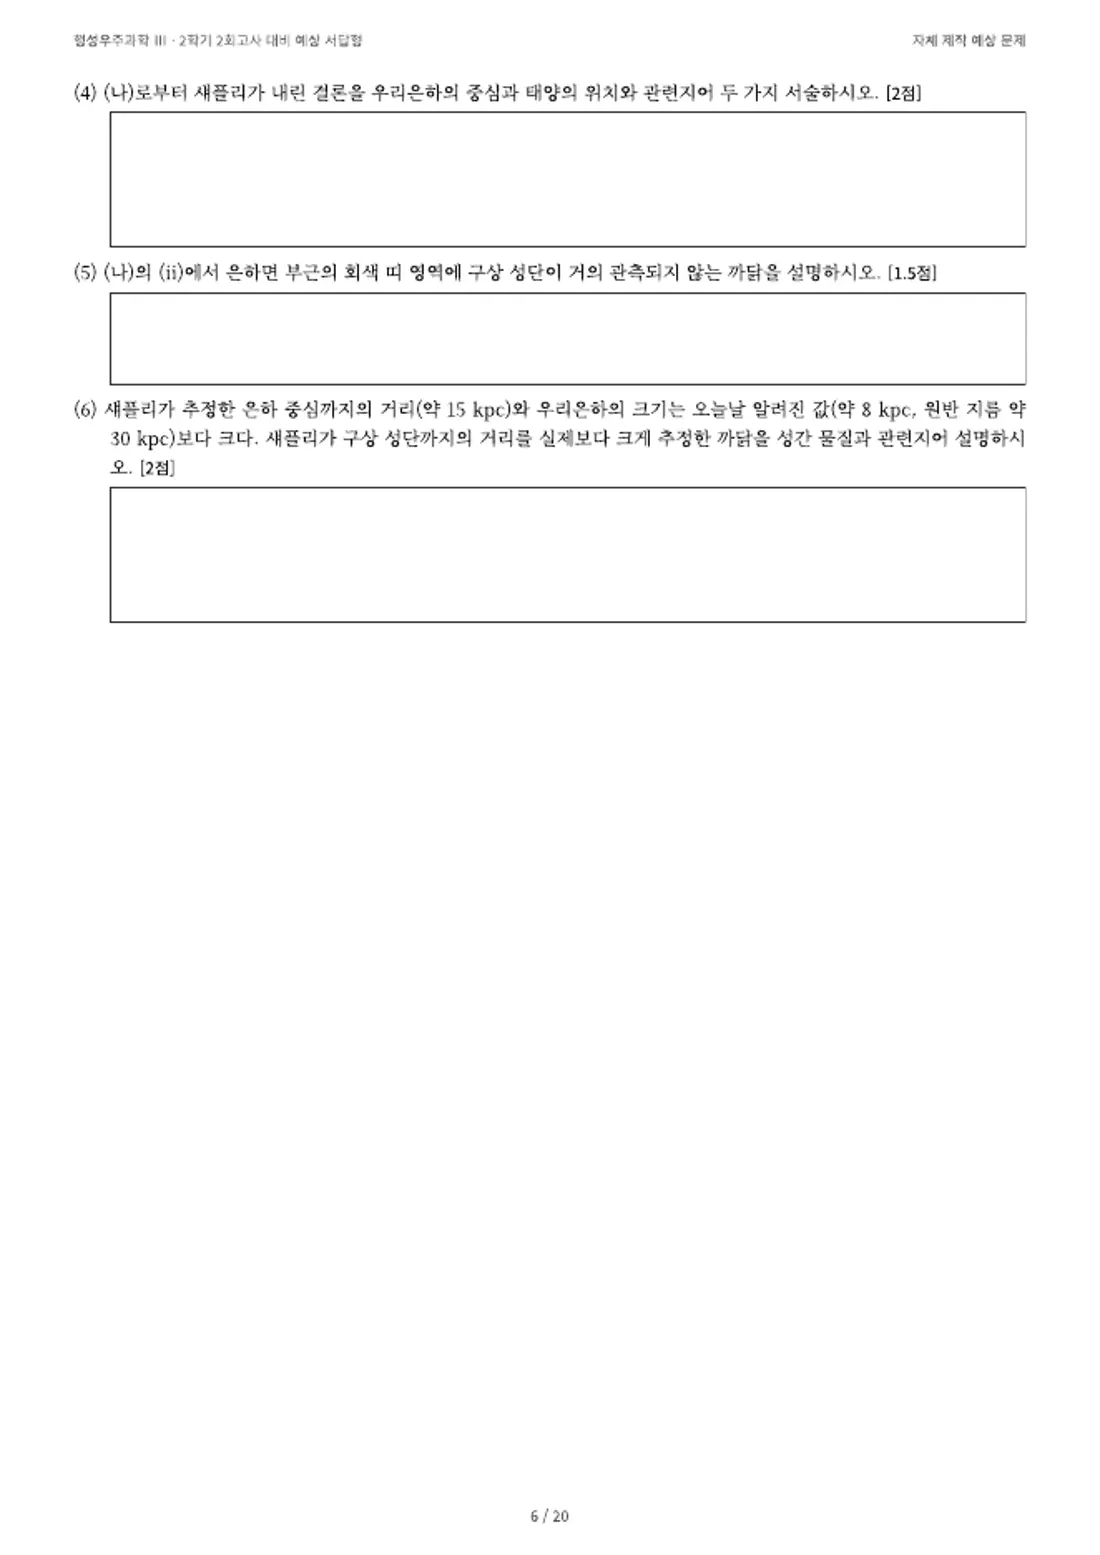 행성우주과학 III · 2학기 2회고사 대비 예상 서답형
자체 제작 예상 문제
(4) (나)로부터 섀플리가 내린 결론을 우리은하의 중심과 태양의 위치와 관련지어 두 가지 서술하시오. [2점]
(5) (나)의 (ii)에서 은하면 부근의 회색 띠 영역에 구상 성단이 거의 관측되지 않는 까닭을 설명하시오. [1.5점]
(6) 섀플리가 추정한 은하 중심까지의 거리(약 15 kpc)와 우리은하의 크기는 오늘날 알려진 값(약 8 kpc, 원반 지름 약
30 kpc)보다 크다. 섀플리가 구상 성단까지의 거리를 실제보다 크게 추정한 까닭을 성간 물질과 관련지어 설명하시
오. [2점]
6 / 20